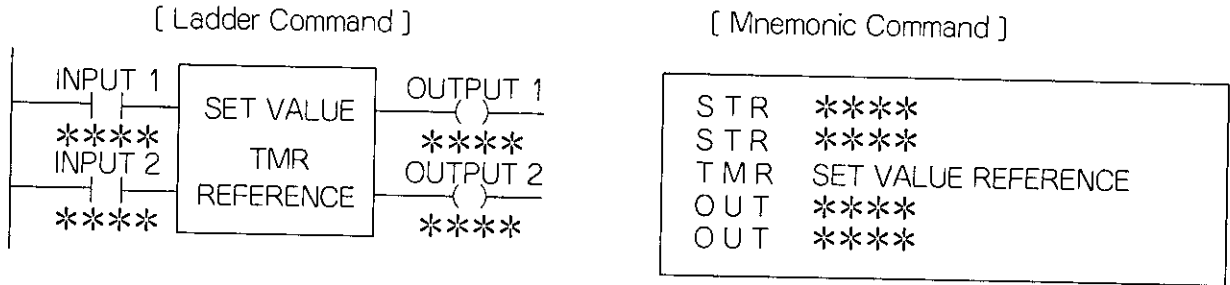 [ Ladder Command ]
INPUT 1
****
INPUT 2
****
SET VALUE
TMR
REFERENCE
OUTPUT 1
****
OUTPUT 2
****
[ Mnemonic Command ]
STR ****
STR ****
TMR SET VALUE REFERENCE
OUT ****
OUT ****